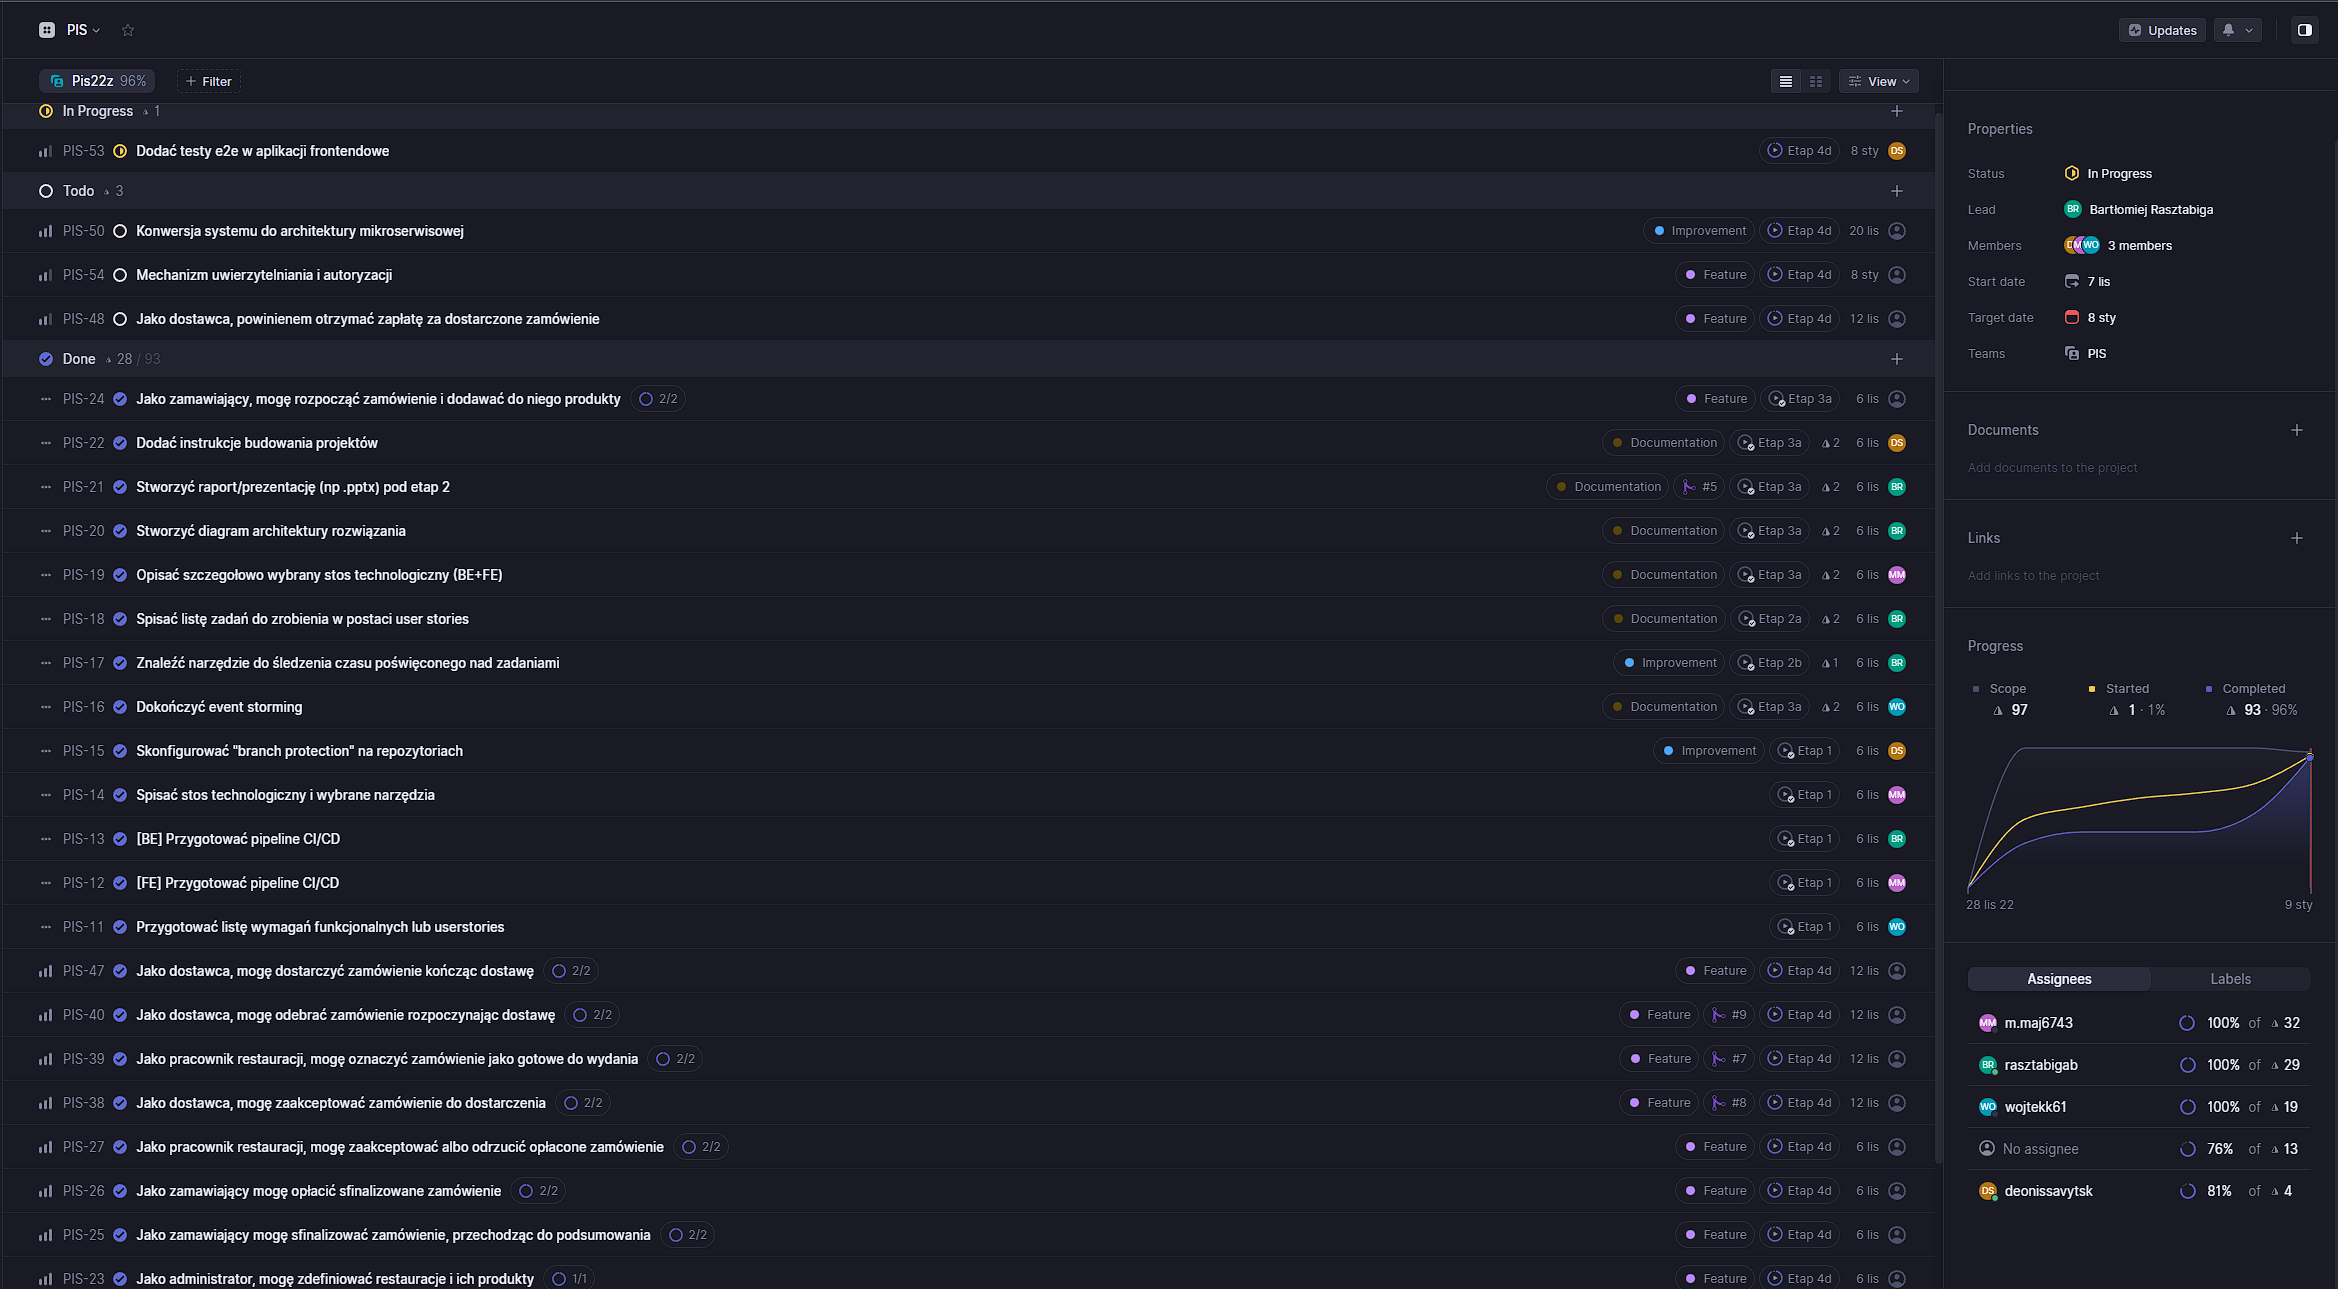 PIS
Updates
Pis22z 96%
Filter
View
In Progress 1
PIS-53 Dodać testy e2e w aplikacji frontendowe Etap 4d 8 sty DS
Todo 3
PIS-50 Konwersja systemu do architektury mikroserwisowej Improvement Etap 4d 20 lis
PIS-54 Mechanizm uwierzytelniania i autoryzacji Feature Etap 4d 8 sty
PIS-48 Jako dostawca, powinienem otrzymać zapłatę za dostarczone zamówienie Feature Etap 4d 12 lis
Done 28 / 93
PIS-24 Jako zamawiający, mogę rozpocząć zamówienie i dodawać do niego produkty 2/2 Feature Etap 3a 6 lis
PIS-22 Dodać instrukcje budowania projektów Documentation Etap 3a 2 6 lis DS
PIS-21 Stworzyć raport/prezentację (np .pptx) pod etap 2 Documentation #5 Etap 3a 2 6 lis BR
PIS-20 Stworzyć diagram architektury rozwiązania Documentation Etap 3a 2 6 lis BR
PIS-19 Opisać szczegołowo wybrany stos technologiczny (BE+FE) Documentation Etap 3a 2 6 lis MM
PIS-18 Spisać listę zadań do zrobienia w postaci user stories Documentation Etap 2a 2 6 lis BR
PIS-17 Znaleźć narzędzie do śledzenia czasu poświęconego nad zadaniami Improvement Etap 2b 1 6 lis BR
PIS-16 Dokończyć event storming Documentation Etap 3a 2 6 lis WO
PIS-15 Skonfigurować "branch protection" na repozytoriach Improvement Etap 1 6 lis DS
PIS-14 Spisać stos technologiczny i wybrane narzędzia Etap 1 6 lis MM
PIS-13 [BE] Przygotować pipeline CI/CD Etap 1 6 lis BR
PIS-12 [FE] Przygotować pipeline CI/CD Etap 1 6 lis MM
PIS-11 Przygotować listę wymagań funkcjonalnych lub userstories Etap 1 6 lis WO
PIS-47 Jako dostawca, mogę dostarczyć zamówienie kończąc dostawę 2/2 Feature Etap 4d 12 lis
PIS-40 Jako dostawca, mogę odebrać zamówienie rozpoczynając dostawę 2/2 Feature #9 Etap 4d 12 lis
PIS-39 Jako pracownik restauracji, mogę oznaczyć zamówienie jako gotowe do wydania 2/2 Feature #7 Etap 4d 12 lis
PIS-38 Jako dostawca, mogę zaakceptować zamówienie do dostarczenia 2/2 Feature #8 Etap 4d 12 lis
PIS-27 Jako pracownik restauracji, mogę zaakceptować albo odrzucić opłacone zamówienie 2/2 Feature Etap 4d 6 lis
PIS-26 Jako zamawiający mogę opłacić sfinalizowane zamówienie 2/2 Feature Etap 4d 6 lis
PIS-25 Jako zamawiający mogę sfinalizować zamówienie, przechodząc do podsumowania 2/2 Feature Etap 4d 6 lis
PIS-23 Jako administrator, mogę zdefiniować restauracje i ich produkty 1/1 Feature Etap 4d 6 lis
Properties
Status In Progress
Lead BR Bartłomiej Rasztabiga
Members WO 3 members
Start date 7 lis
Target date 8 sty
Teams PIS
Documents
Add documents to the project
Links
Add links to the project
Progress
Scope Started Completed
97 1 · 1% 93 · 96%
28 lis 22 9 sty
Assignees Labels
MM m.maj6743 100% of 32
BR rasztabigab 100% of 29
WO wojtekk61 100% of 19
No assignee 76% of 13
DS deonissavytsk 81% of 4